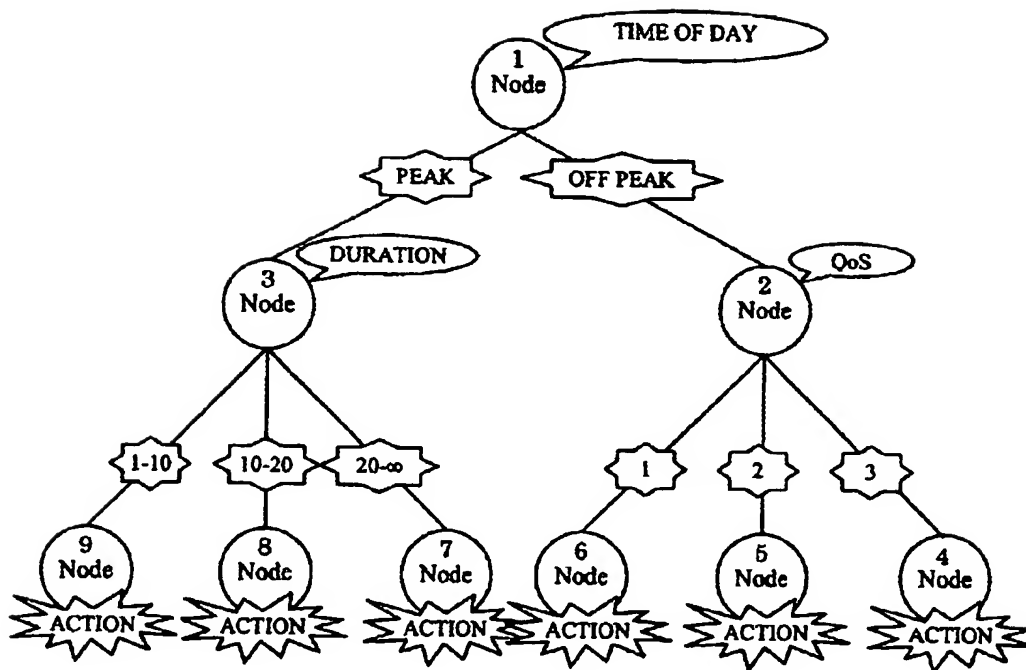 TIME OF DAY
1
Node
PEAK
OFF PEAK
DURATION
3
Node
QoS
2
Node
1-10
10-20
20-∞
1
2
3
9
Node
ACTION
8
Node
ACTION
7
Node
ACTION
6
Node
ACTION
5
Node
ACTION
4
Node
ACTION